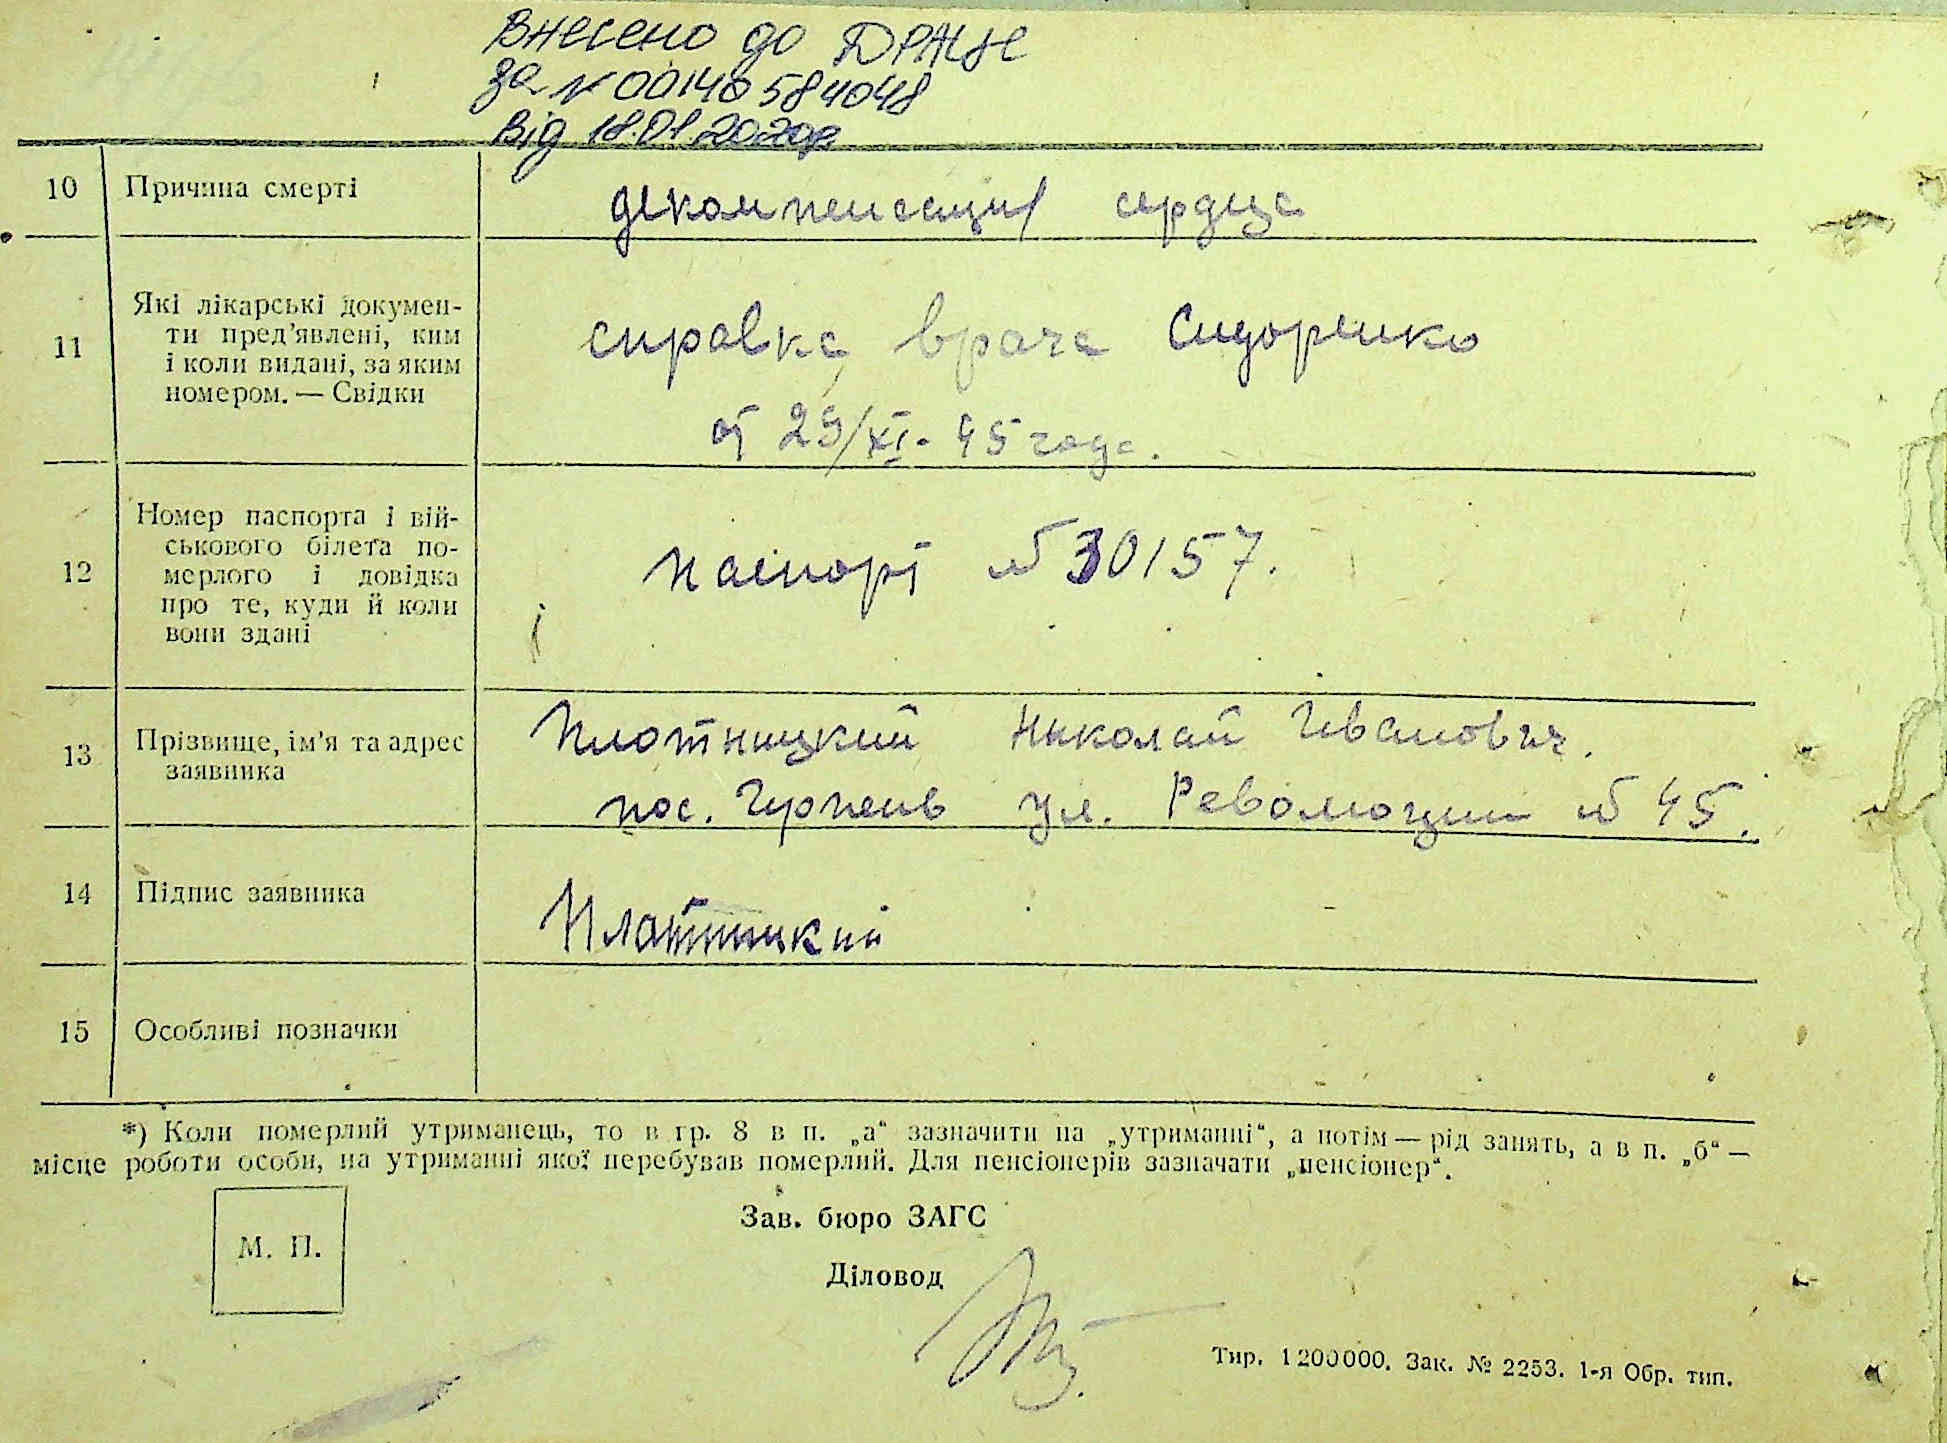 Внесено до ДРАЦС
за № 00140584048
від 18.01.2020р
10 Причина смерті декомпенсация сердца
11 Які лікарські докумен-
ти пред’явлені, ким
і коли видані, за яким
номером. — Свідки
справка врача Сидоренко
от 29/XI - 45 года.
12 Номер паспорта і вій-
ськового білета по-
мерлого і довідка
про те, куди й коли
вони здані
паспорт № 30157.
13 Прізвище, ім’я та адрес
заявника
Плотницкий Николай Иванович.
пос. Ирпень ул. Революции № 45.
14 Підпис заявника Плотницкий
15 Особливі позначки
*) Коли померлий утриманець, то в гр. 8 в п. „а“ зазначити на „утриманні“, а потім — рід занять, а в п. „б“ —
місце роботи особи, на утриманні якої перебував померлий. Для пенсіонерів зазначати „пенсіонер“.
Зав. бюро ЗАГС
М. П.
Діловод
Тир. 1200000. Зак. № 2253. 1-я Обр. тип.